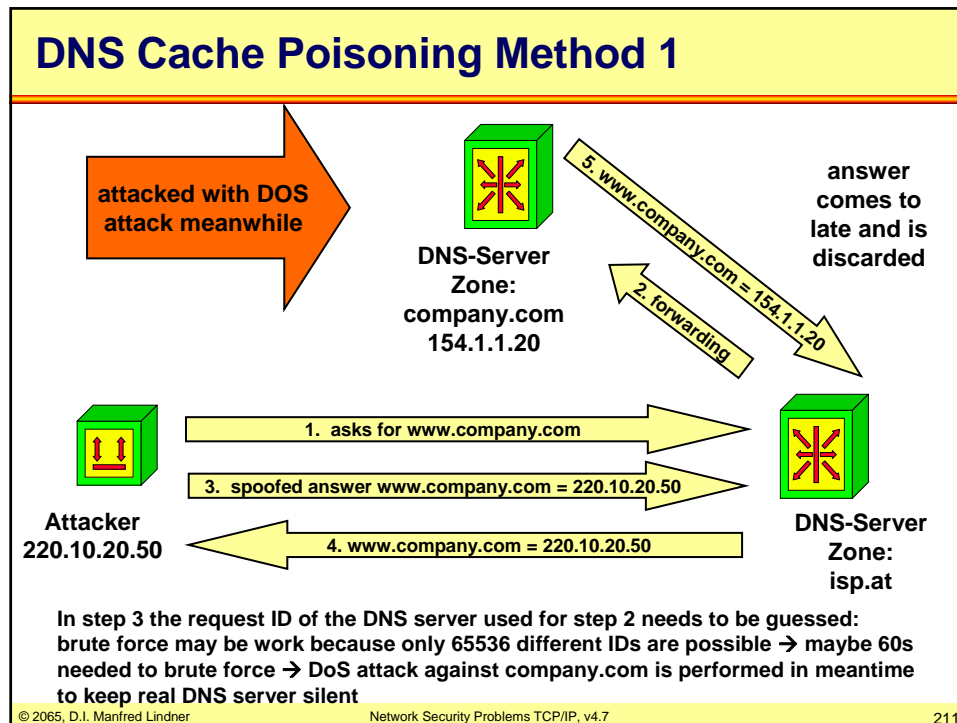 DNS Cache Poisoning Method 1
attacked with DOS
attack meanwhile
DNS-Server
Zone:
company.com
154.1.1.20
5. www.company.com = 154.1.1.20
answer
comes to
late and is
discarded
2. forwarding
1. asks for www.company.com
3. spoofed answer www.company.com = 220.10.20.50
4. www.company.com = 220.10.20.50
Attacker
220.10.20.50
DNS-Server
Zone:
isp.at
In step 3 the request ID of the DNS server used for step 2 needs to be guessed:
brute force may be work because only 65536 different IDs are possible → maybe 60s
needed to brute force → DoS attack against company.com is performed in meantime
to keep real DNS server silent
© 2065, D.I. Manfred Lindner
Network Security Problems TCP/IP, v4.7
211